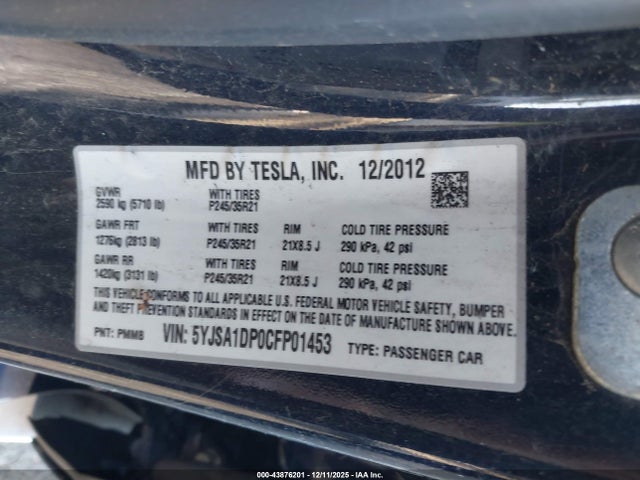 MFD BY TESLA, INC. 12/2012
GVWR WITH TIRES
2590 kg (5710 lb) P245/35R21
GAWR FRT WITH TIRES RIM COLD TIRE PRESSURE
1276kg (2813 lb) P245/35R21 21X8.5 J 290 kPa, 42 psi
GAWR RR WITH TIRES RIM COLD TIRE PRESSURE
1420kg (3131 lb) P245/35R21 21X8.5 J 290 kPa, 42 psi
THIS VEHICLE CONFORMS TO ALL APPLICABLE U.S. FEDERAL MOTOR VEHICLE SAFETY, BUMPER
AND THEFT PREVENTION STANDARDS IN EFFECT ON THE DATE OF MANUFACTURE SHOWN ABOVE.
PNT: PMMB VIN: 5YJSA1DP0CFP01453 TYPE: PASSENGER CAR
000-43876201 - 12/11/2025 - IAA Inc.